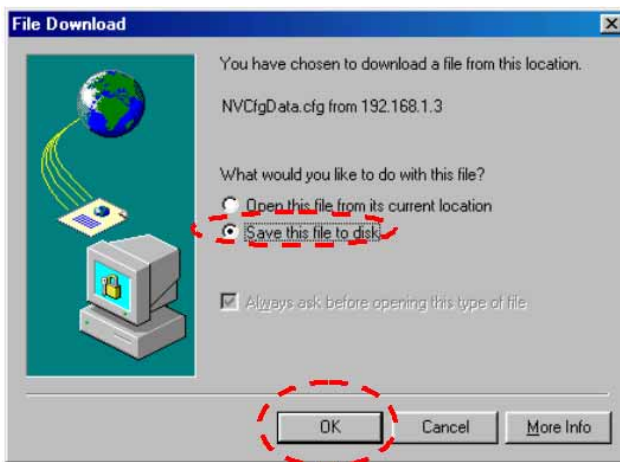 File Download
You have chosen to download a file from this location.
NVCfgData.cfg from 192.168.1.3
What would you like to do with this file?
Open this file from its current location
Save this file to disk
Always ask before opening this type of file
OK
Cancel
More Info